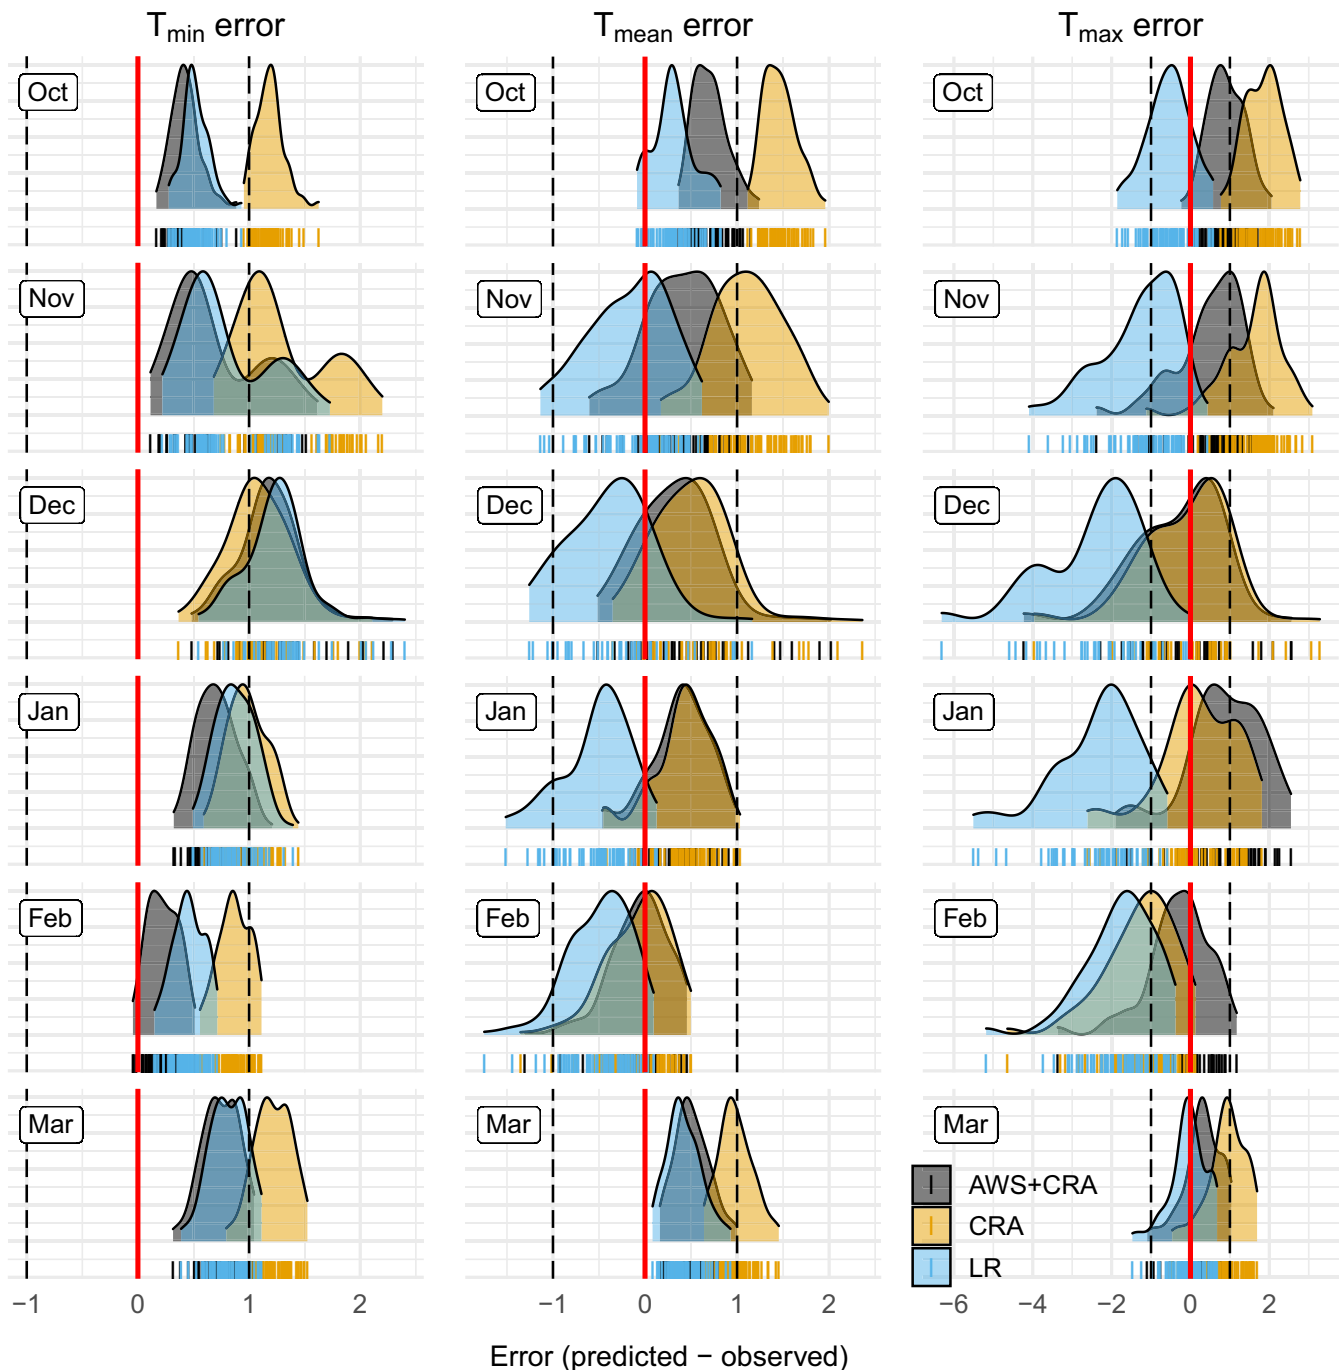 Tmin error Tmean error Tmax error
Oct Oct Oct
Nov Nov Nov
Dec Dec Dec
Jan Jan Jan
Feb Feb Feb
Mar Mar Mar
AWS+CRA
CRA
LR
−1 0 1 2 −1 0 1 2 −6 −4 −2 0 2
Error (predicted − observed)